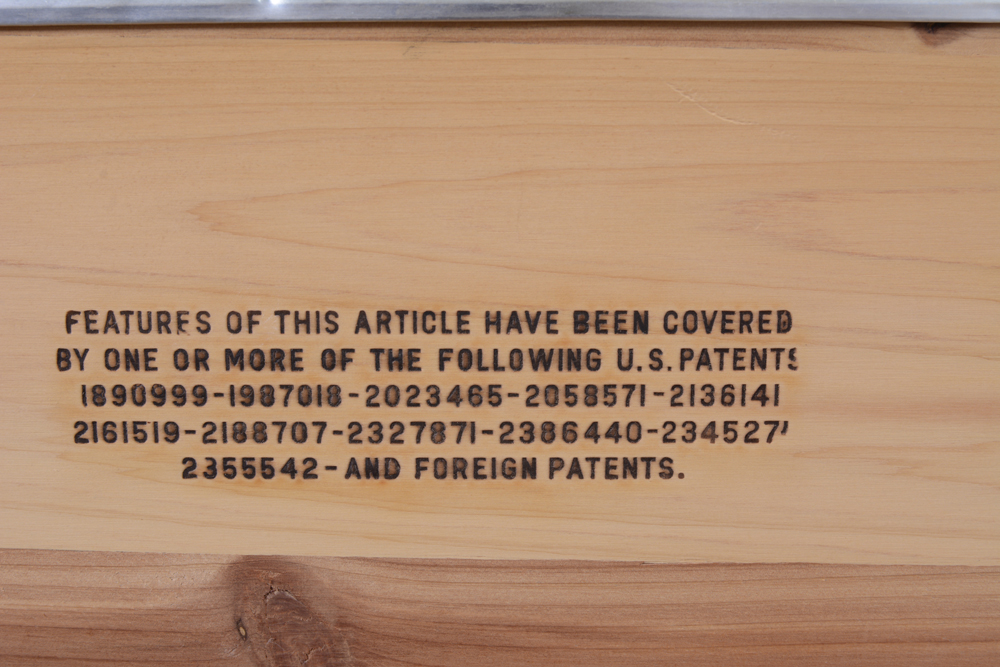 FEATURES OF THIS ARTICLE HAVE BEEN COVERED
BY ONE OR MORE OF THE FOLLOWING U.S. PATENTS
1890999-1987018-2023465-2058571-2136141
2161519-2188707-2327871-2386440-
2355542-AND FOREIGN PATENTS.